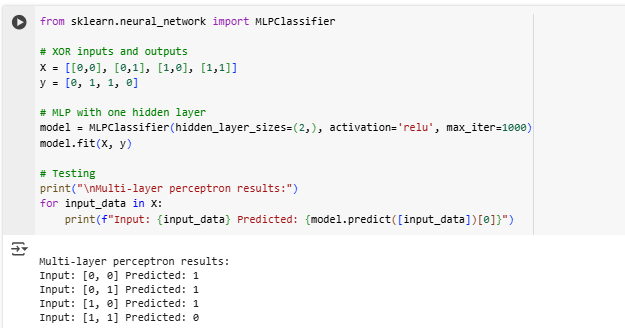 from sklearn.neural_network import MLPClassifier
# XOR inputs and outputs
X = [[0,0], [0,1], [1,0], [1,1]]
y = [0, 1, 1, 0]
# MLP with one hidden layer
model = MLPClassifier(hidden_layer_sizes=(2,), activation='relu', max_iter=1000)
model.fit(X, y)
# Testing
print("\nMulti-layer perceptron results:")
for input_data in X:
    print(f"Input: {input_data} Predicted: {model.predict([input_data])[0]}")
Multi-layer perceptron results:
Input: [0, 0] Predicted: 1
Input: [0, 1] Predicted: 1
Input: [1, 0] Predicted: 1
Input: [1, 1] Predicted: 0